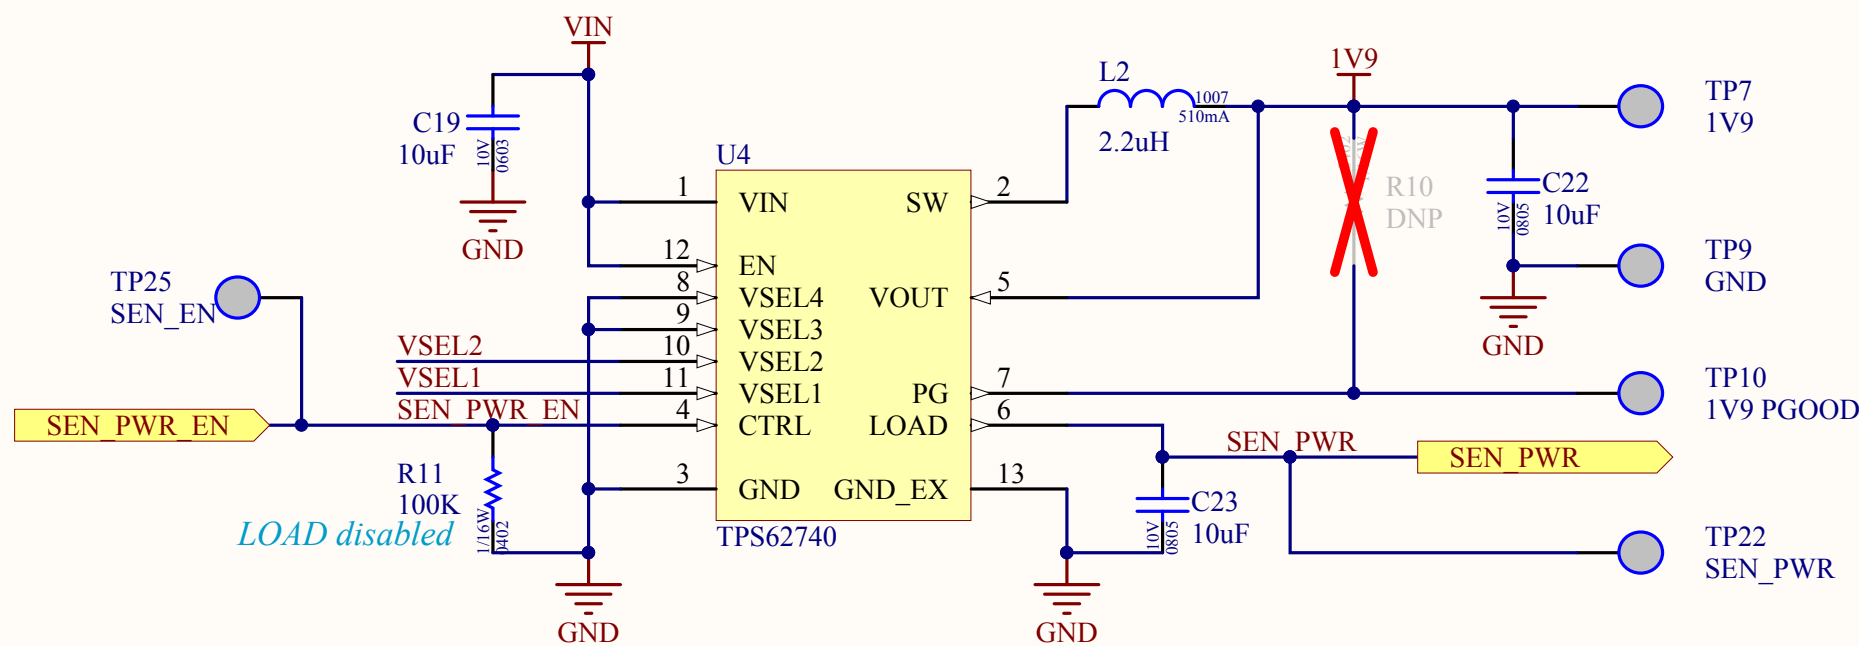 VIN
C19
10uF
10V
0603
GND
TP25
SEN_EN
VSEL2
VSEL1
SEN_PWR_EN
SEN_PWR_EN
R11
100K
1/16W
0402
LOAD disabled
GND
U4
1
VIN
12
EN
8
VSEL4
9
VSEL3
10
VSEL2
11
VSEL1
4
CTRL
3
GND
SW
2
VOUT
5
PG
7
LOAD
6
GND_EX
13
TPS62740
L2
1007
510mA
2.2uH
1V9
R10
DNP
C22
10uF
10V
0805
GND
TP7
1V9
TP9
GND
TP10
1V9 PGOOD
SEN_PWR
SEN_PWR
C23
10uF
10V
0805
GND
TP22
SEN_PWR